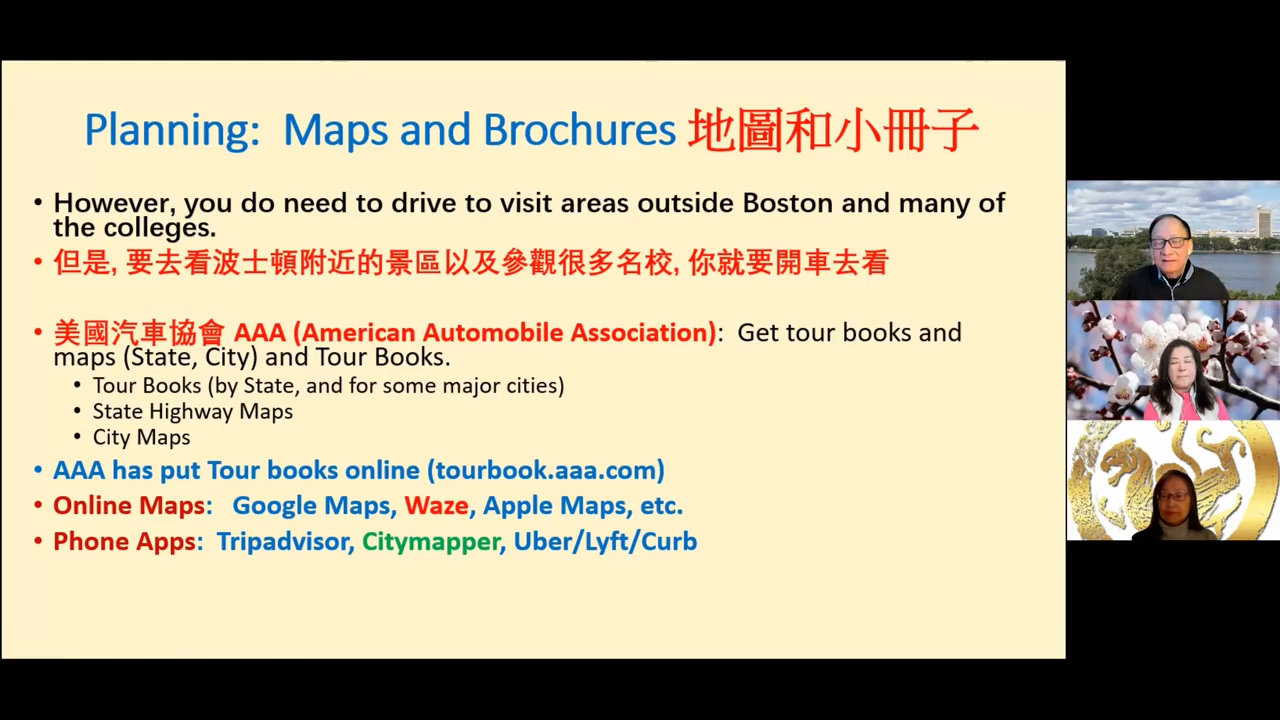 Planning: Maps and Brochures 地圖和小冊子
• However, you do need to drive to visit areas outside Boston and many of
the colleges.
• 但是, 要去看波士頓附近的景區以及參觀很多名校, 你就要開車去看
• 美國汽車協會 AAA (American Automobile Association): Get tour books and
maps (State, City) and Tour Books.
• Tour Books (by State, and for some major cities)
• State Highway Maps
• City Maps
• AAA has put Tour books online (tourbook.aaa.com)
• Online Maps: Google Maps, Waze, Apple Maps, etc.
• Phone Apps: Tripadvisor, Citymapper, Uber/Lyft/Curb